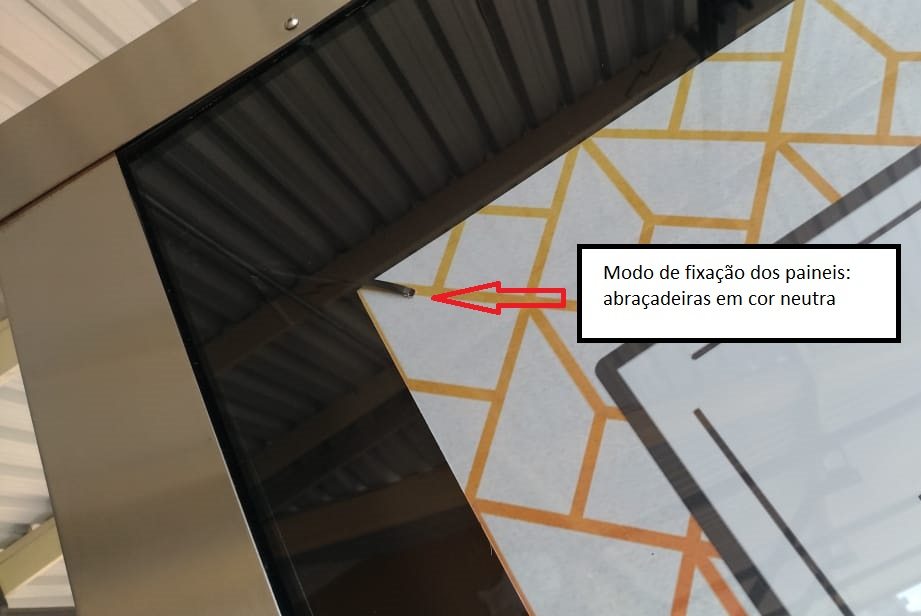 Modo de fixação dos paineis:
abraçadeiras em cor neutra